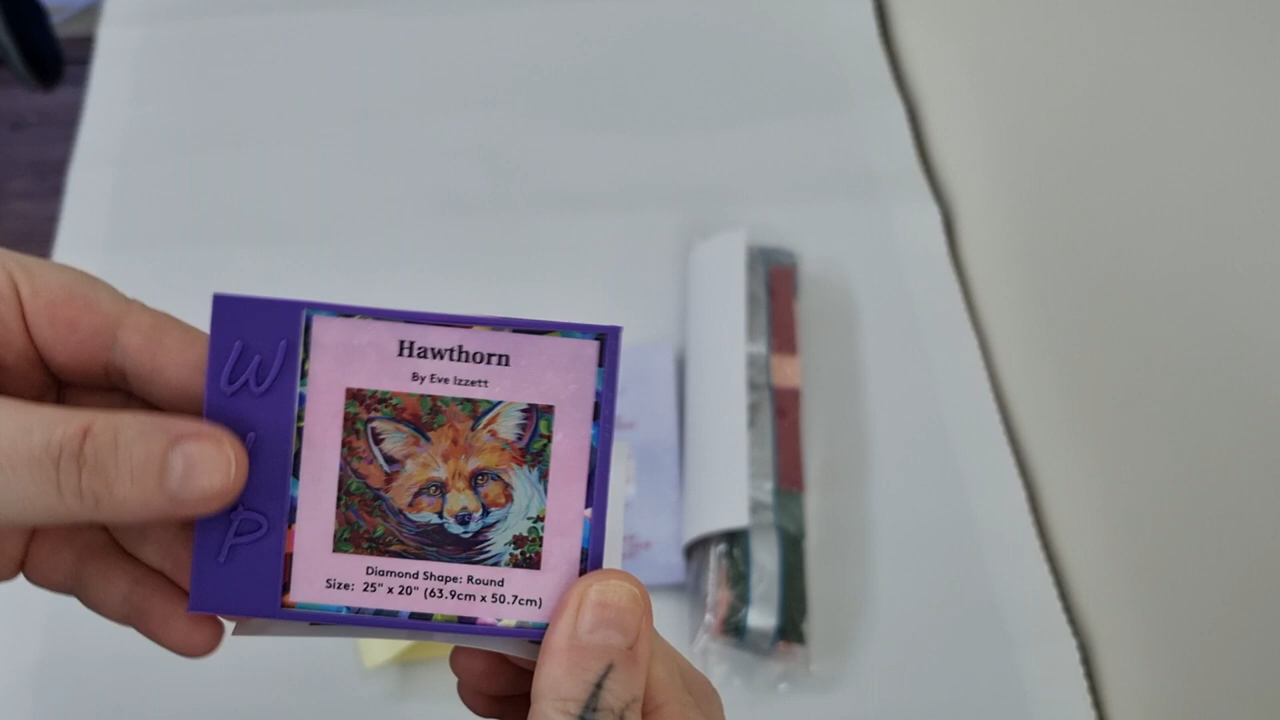 W
I
P
Hawthorn
By Eve Izzett
Diamond Shape: Round
Size: 25" x 20" (63.9cm x 50.7cm)